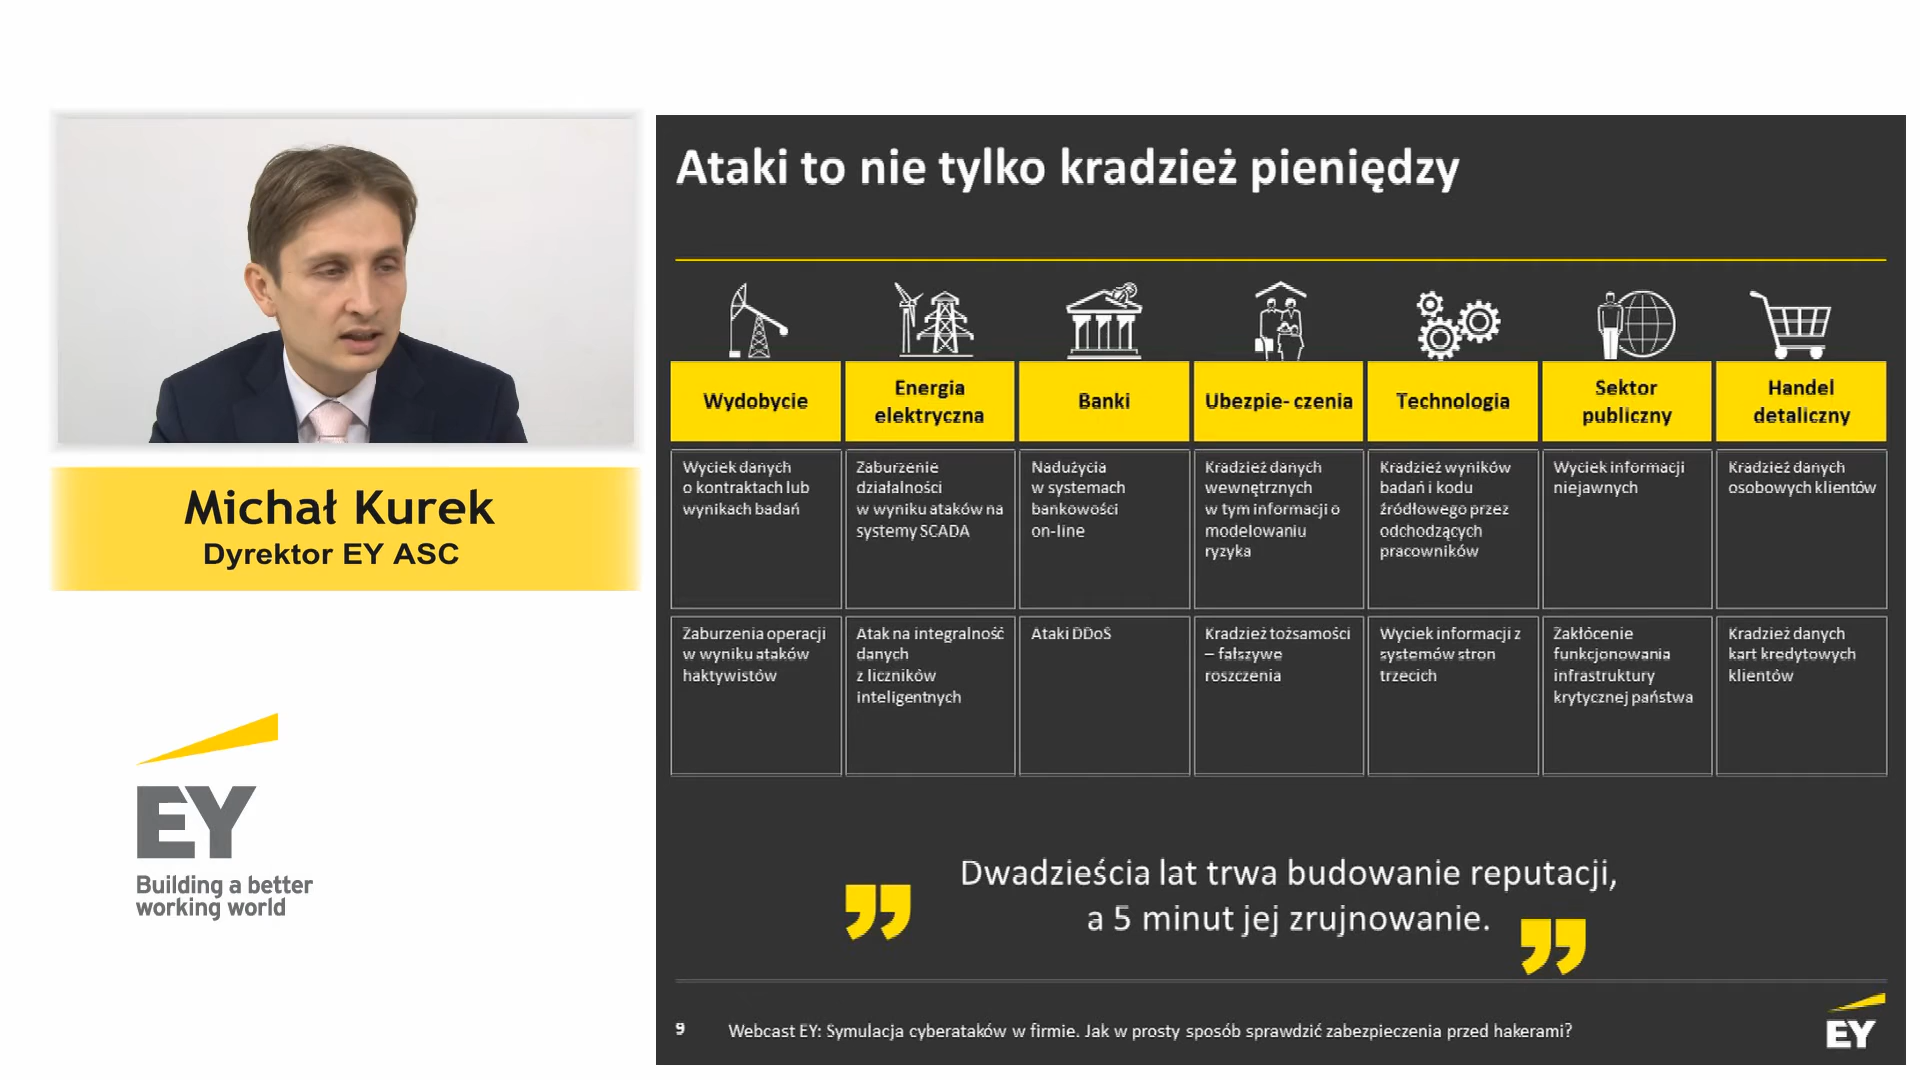 Michał Kurek
Dyrektor EY ASC
EY
Building a better
working world
Ataki to nie tylko kradzież pieniędzy
Wydobycie
Energia
elektryczna
Banki
Ubezpie- czenia
Technologia
Sektor
publiczny
Handel
detaliczny
Wyciek danych
o kontraktach lub
wynikach badań
Zaburzenie
działalności
w wyniku ataków na
systemy SCADA
Nadużycia
w systemach
bankowości
on-line
Kradzież danych
wewnętrznych
w tym informacji o
modelowaniu
ryzyka
Kradzież wyników
badań i kodu
źródłowego przez
odchodzących
pracowników
Wyciek informacji
niejawnych
Kradzież danych
osobowych klientów
Zaburzenia operacji
w wyniku ataków
haktywistów
Atak na integralność
danych
z liczników
inteligentnych
Ataki DDoS
Kradzież tożsamości
– fałszywe
roszczenia
Wyciek informacji z
systemów stron
trzecich
Zakłócenie
funkcjonowania
infrastruktury
krytycznej państwa
Kradzież danych
kart kredytowych
klientów
Dwadzieścia lat trwa budowanie reputacji,
a 5 minut jej zrujnowanie.
9
Webcast EY: Symulacja cyberataków w firmie. Jak w prosty sposób sprawdzić zabezpieczenia przed hakerami?
EY